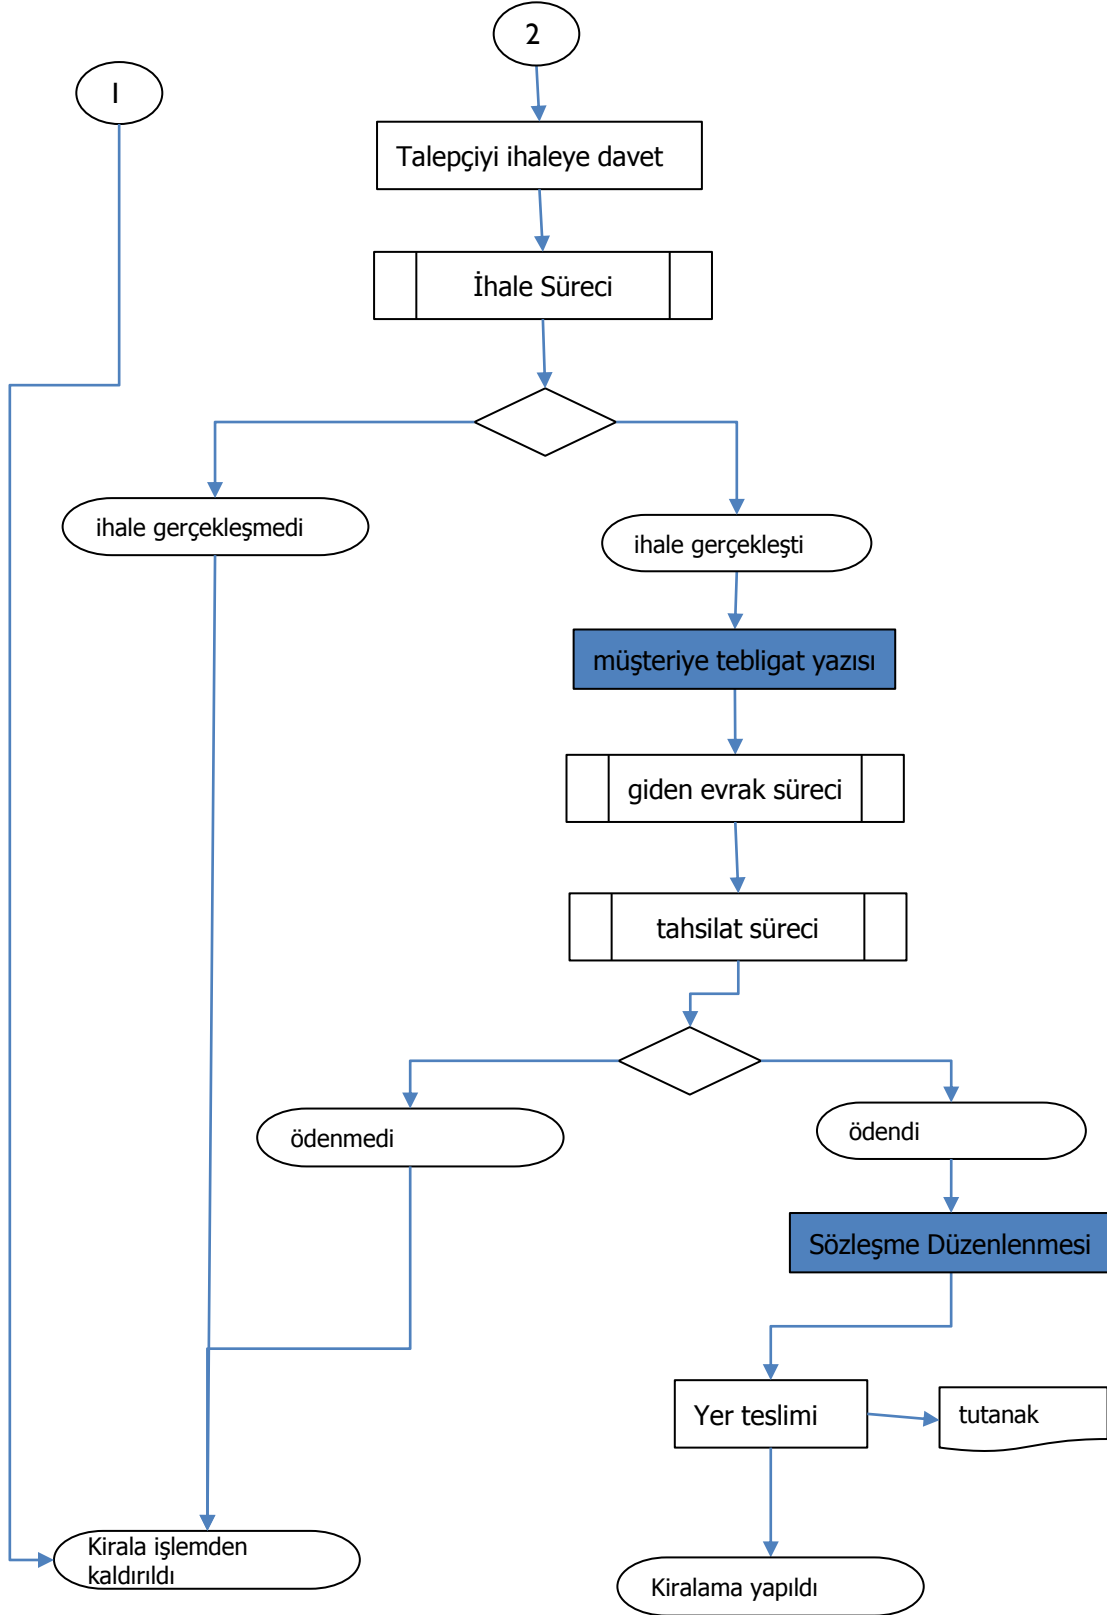 2
1
Talepçiyi ihaleye davet
İhale Süreci
ihale gerçekleşmedi
ihale gerçekleşti
müşteriye tebligat yazısı
giden evrak süreci
tahsilat süreci
ödenmedi
ödendi
Sözleşme Düzenlenmesi
Yer teslimi
tutanak
Kirala işlemden
kaldırıldı
Kiralama yapıldı